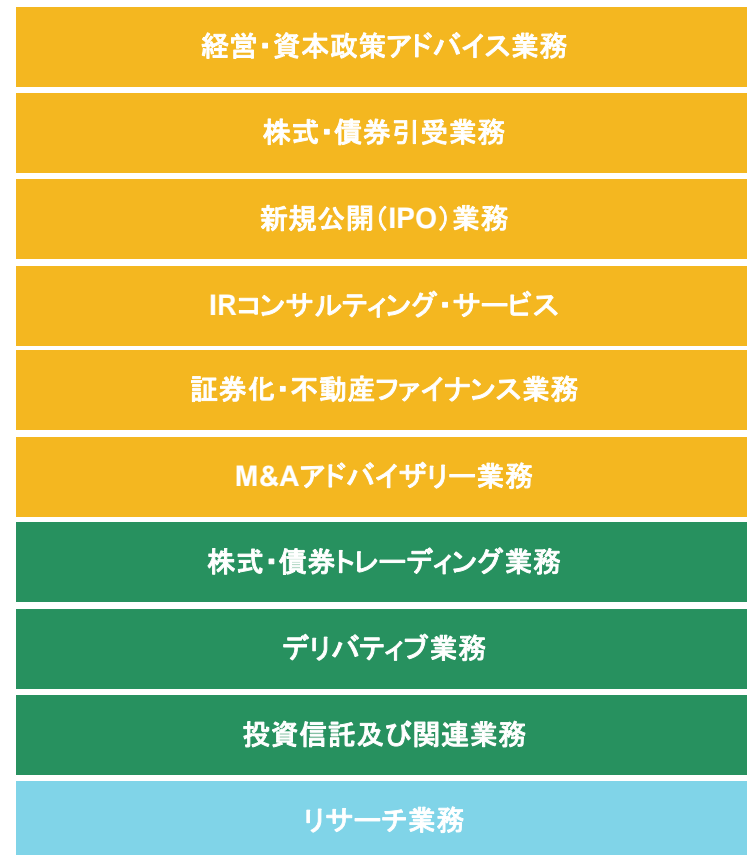 経営・資本政策アドバイス業務
株式・債券引受業務
新規公開（IPO）業務
IRコンサルティング・サービス
証券化・不動産ファイナンス業務
M&Aアドバイザリー業務
株式・債券トレーディング業務
デリバティブ業務
投資信託及び関連業務
リサーチ業務